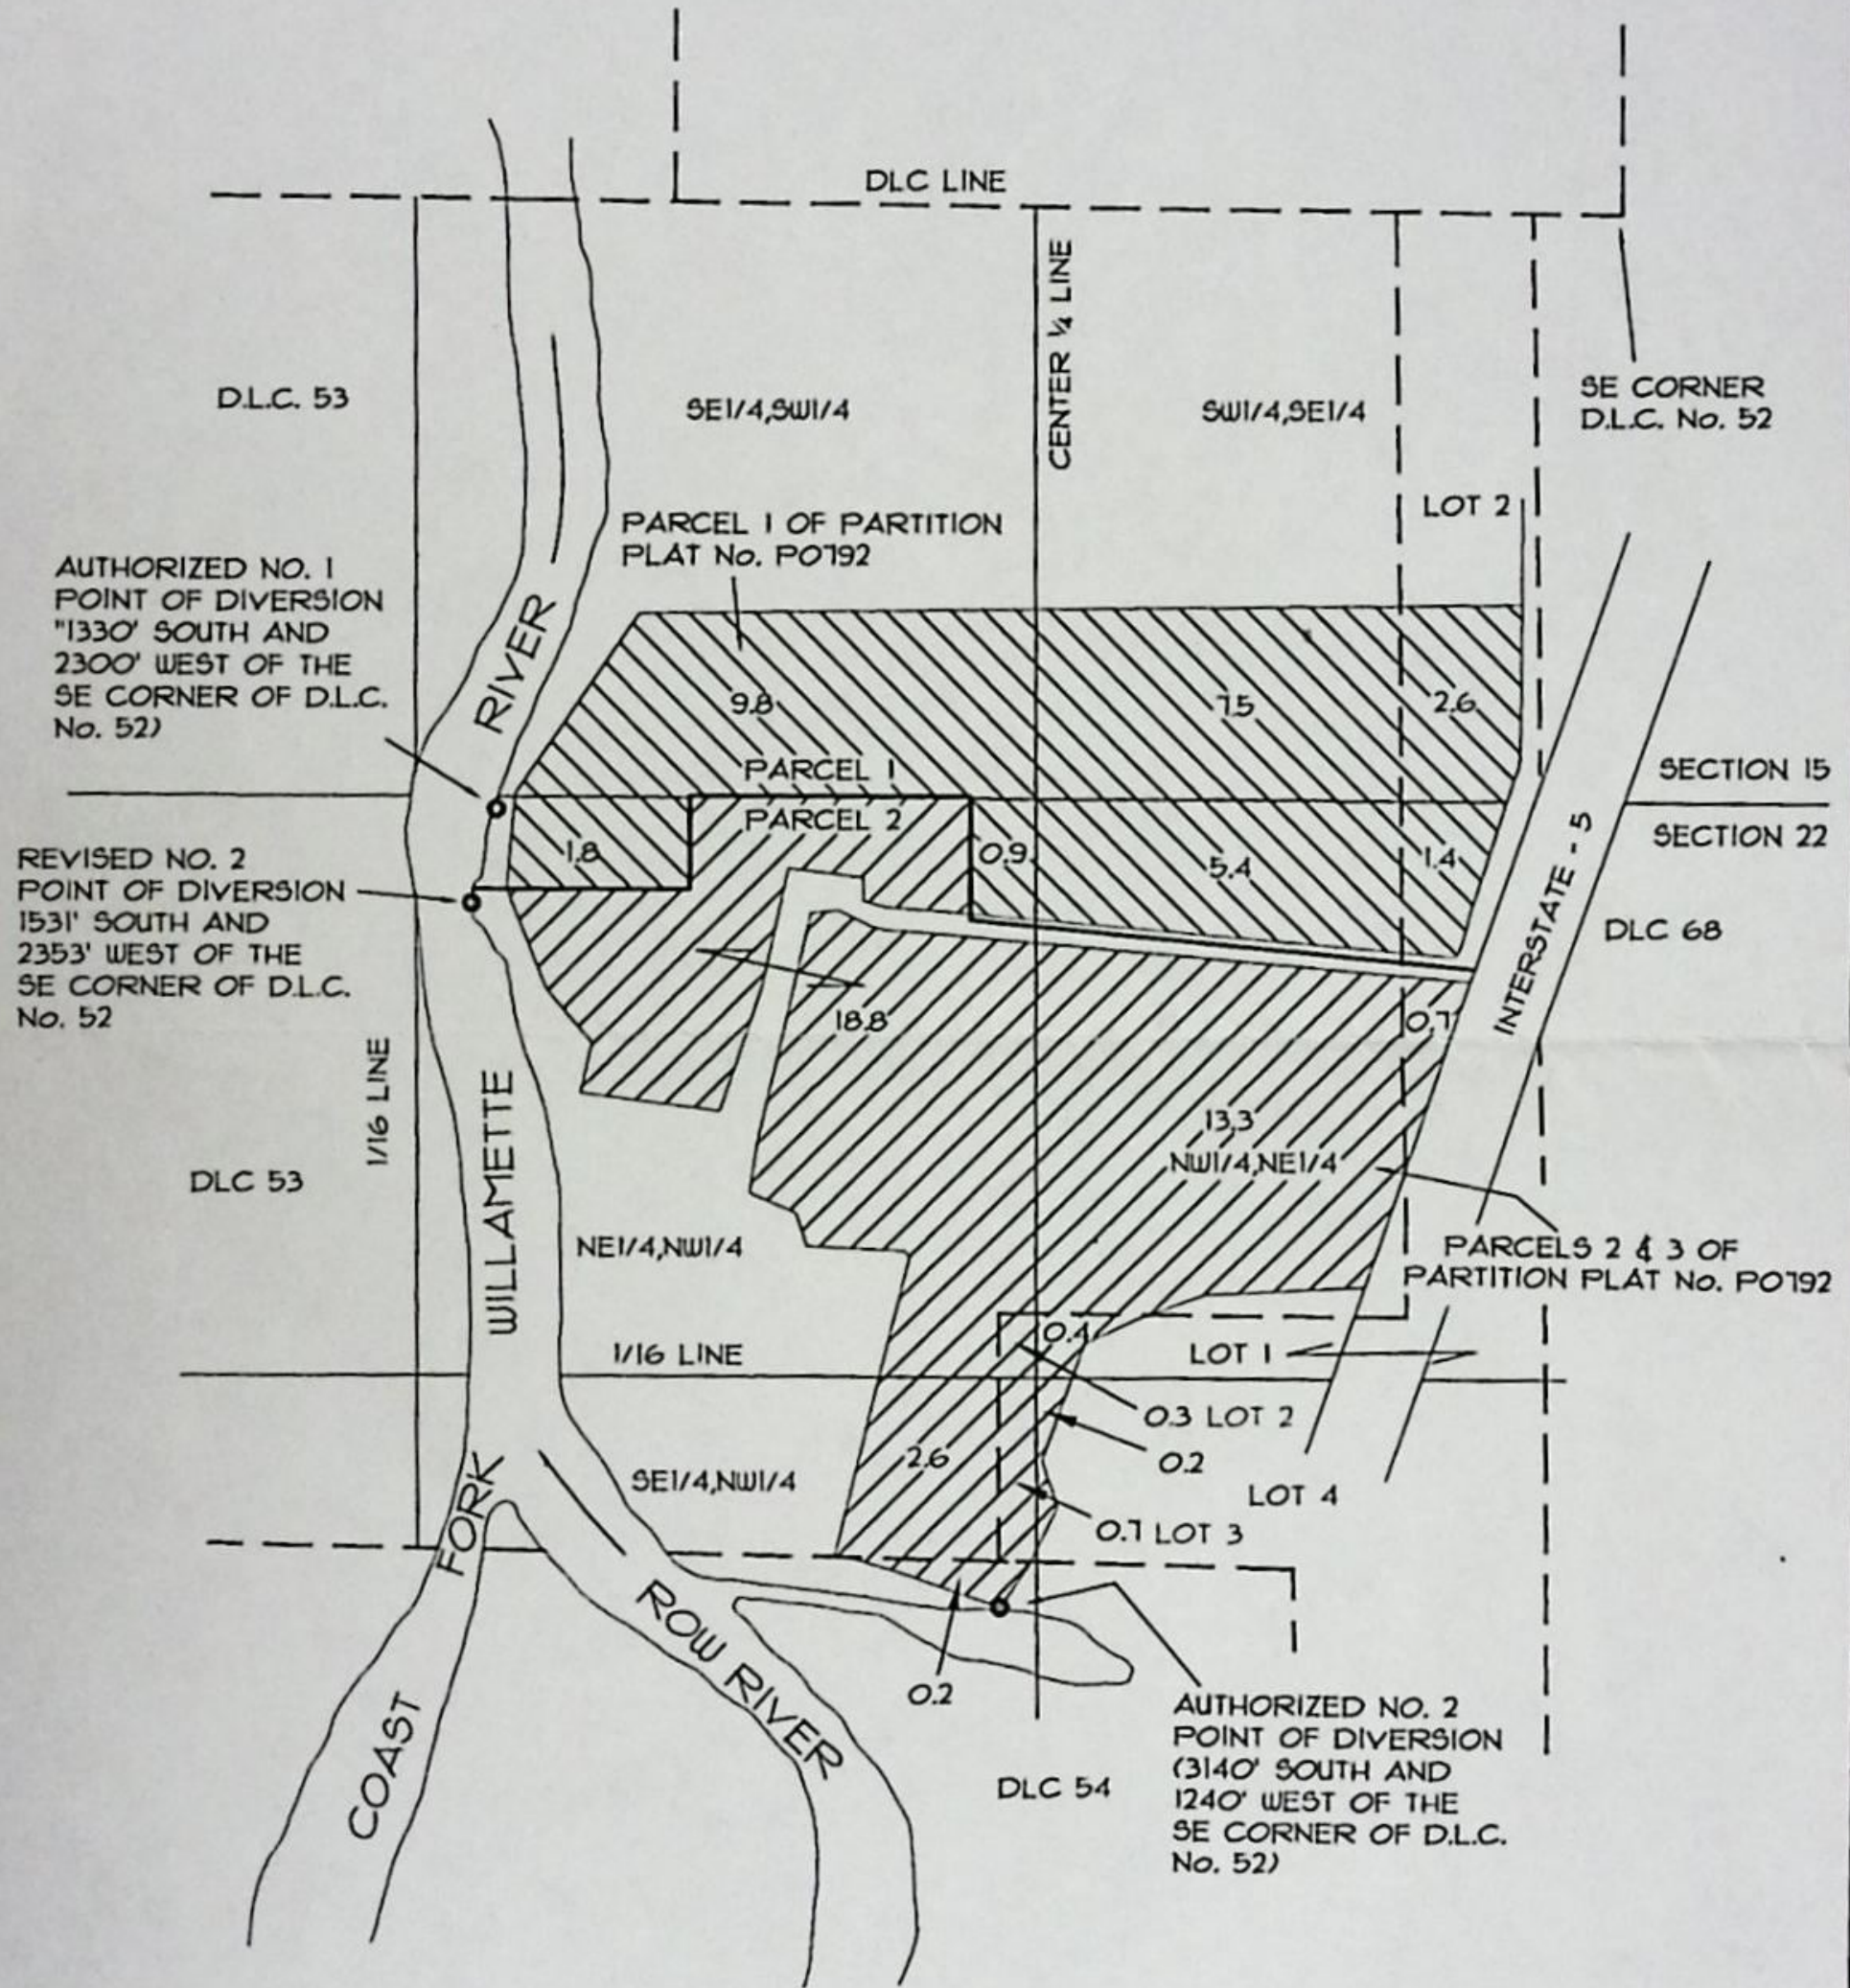 DLC LINE
CENTER ¼ LINE
D.L.C. 53
SE1/4,SW1/4
SW1/4,SE1/4
SE CORNER
D.L.C. No. 52
LOT 2
PARCEL 1 OF PARTITION
PLAT No. P0792
AUTHORIZED NO. 1
POINT OF DIVERSION
"1330' SOUTH AND
2300' WEST OF THE
SE CORNER OF D.L.C.
No. 52)
RIVER
9.8
7.5
2.6
PARCEL 1
SECTION 15
PARCEL 2
SECTION 22
REVISED NO. 2
POINT OF DIVERSION
1531' SOUTH AND
2353' WEST OF THE
SE CORNER OF D.L.C.
No. 52
1.8
0.9
5.4
1.4
INTERSTATE - 5
DLC 68
18.8
0.7
1/16 LINE
WILLAMETTE
13.3
NW1/4,NE1/4
DLC 53
NE1/4,NW1/4
PARCELS 2 & 3 OF
PARTITION PLAT No. P0792
0.4
1/16 LINE
LOT 1
0.3 LOT 2
0.2
2.6
SE1/4,NW1/4
LOT 4
0.7 LOT 3
FORK
ROW RIVER
0.2
COAST
DLC 54
AUTHORIZED NO. 2
POINT OF DIVERSION
(3140' SOUTH AND
1240' WEST OF THE
SE CORNER OF D.L.C.
No. 52)